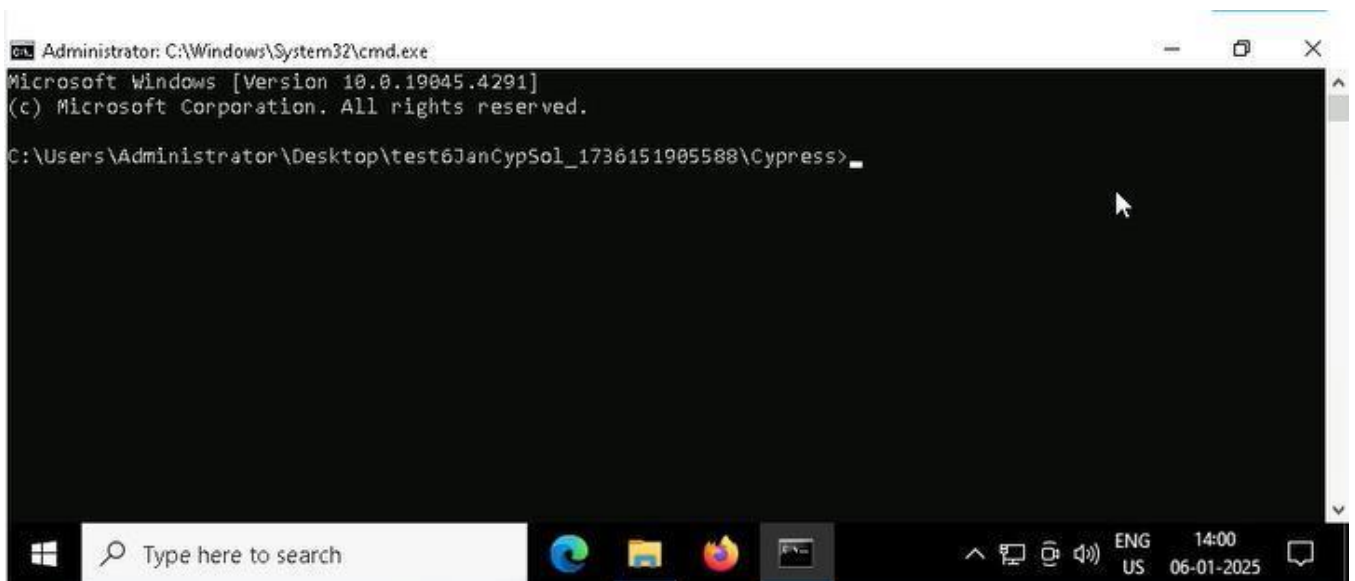 Administrator: C:\Windows\System32\cmd.exe
Microsoft Windows [Version 10.0.19045.4291]
(c) Microsoft Corporation. All rights reserved.
C:\Users\Administrator\Desktop\test6JanCypSol_1736151905588\Cypress>
Type here to search
ENG
US
14:00
06-01-2025